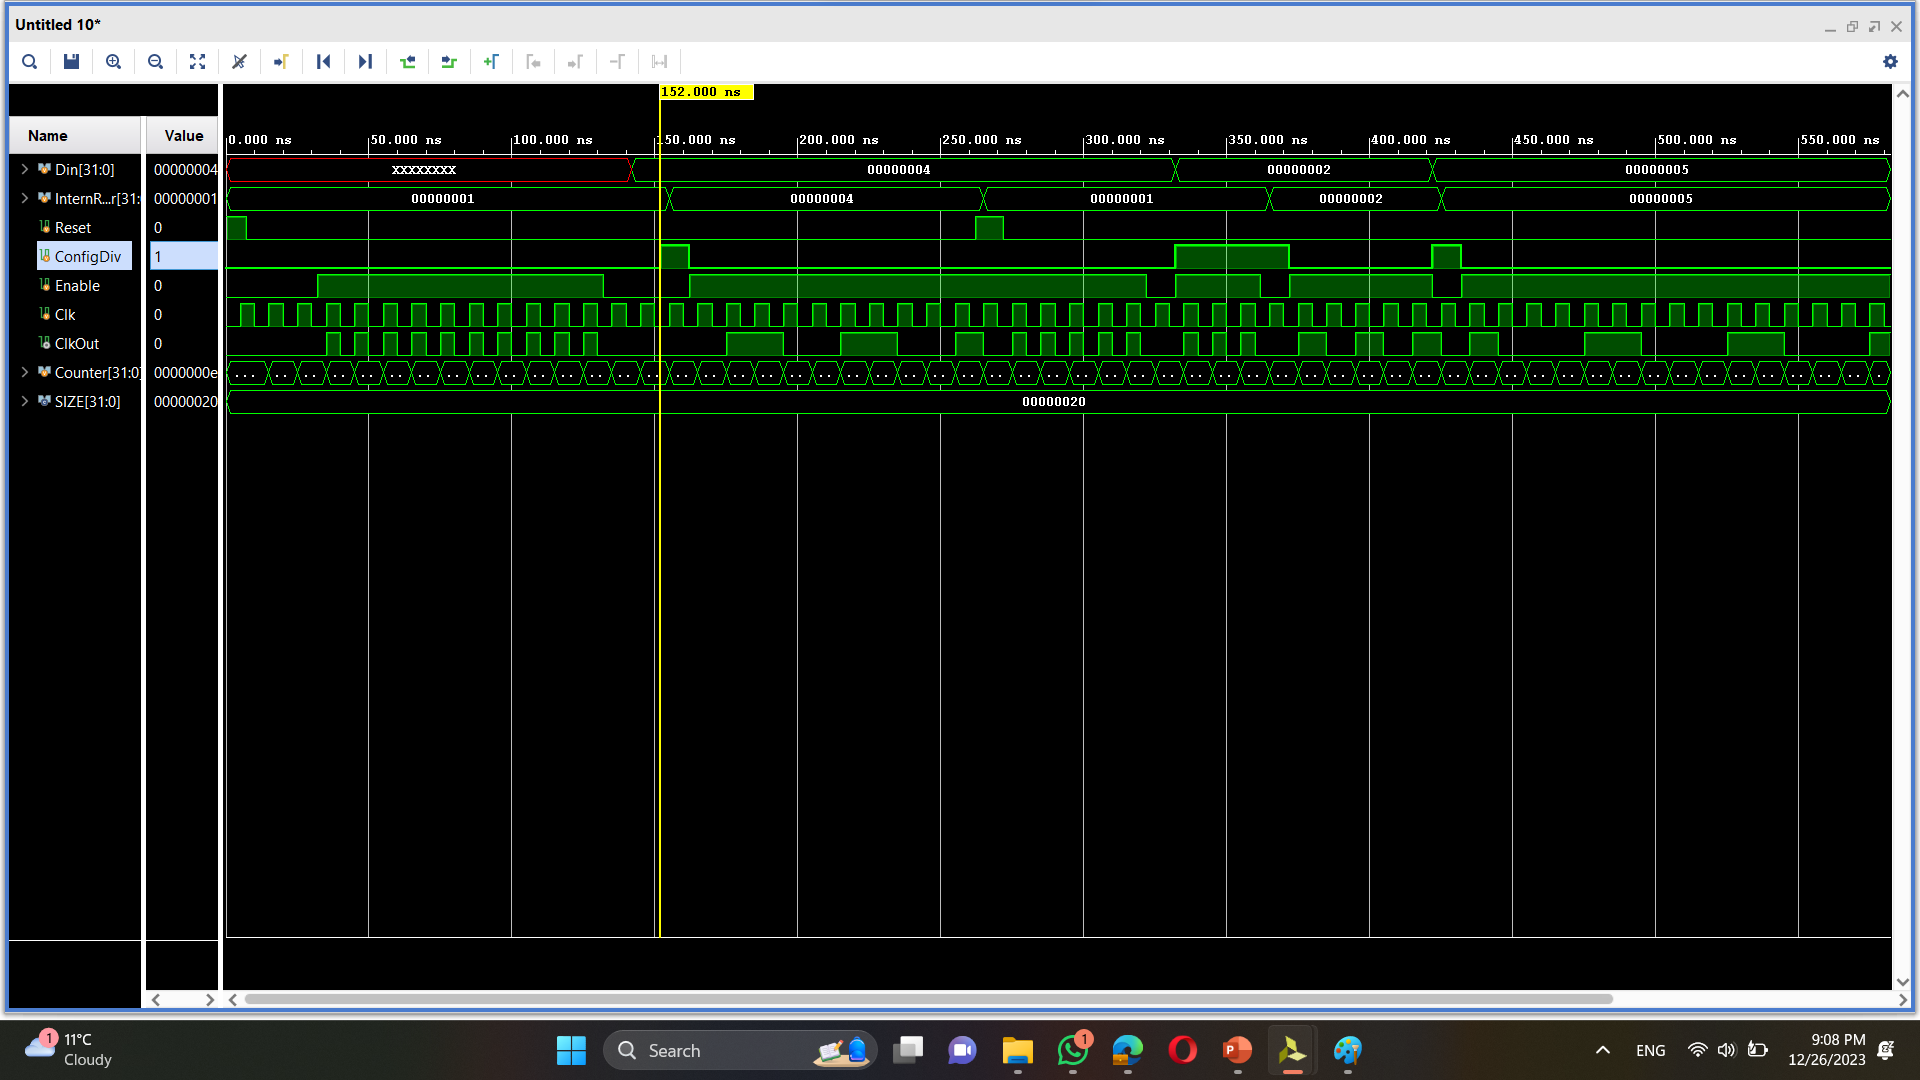 Untitled 10*
152.000 ns
Name Value
0.000 ns 50.000 ns 100.000 ns 150.000 ns 200.000 ns 250.000 ns 300.000 ns 350.000 ns 400.000 ns 450.000 ns 500.000 ns 550.000 ns
Din[31:0] 00000004 XXXXXXXX 00000004 00000002 00000005
InternR...r[31: 00000001 00000001 00000004 00000001 00000002 00000005
Reset 0
ConfigDiv 1
Enable 0
Clk 0
ClkOut 0
Counter[31:0] 0000000e
SIZE[31:0] 00000020 00000020
1 11°C
Cloudy
Search
1
ENG
9:08 PM
12/26/2023